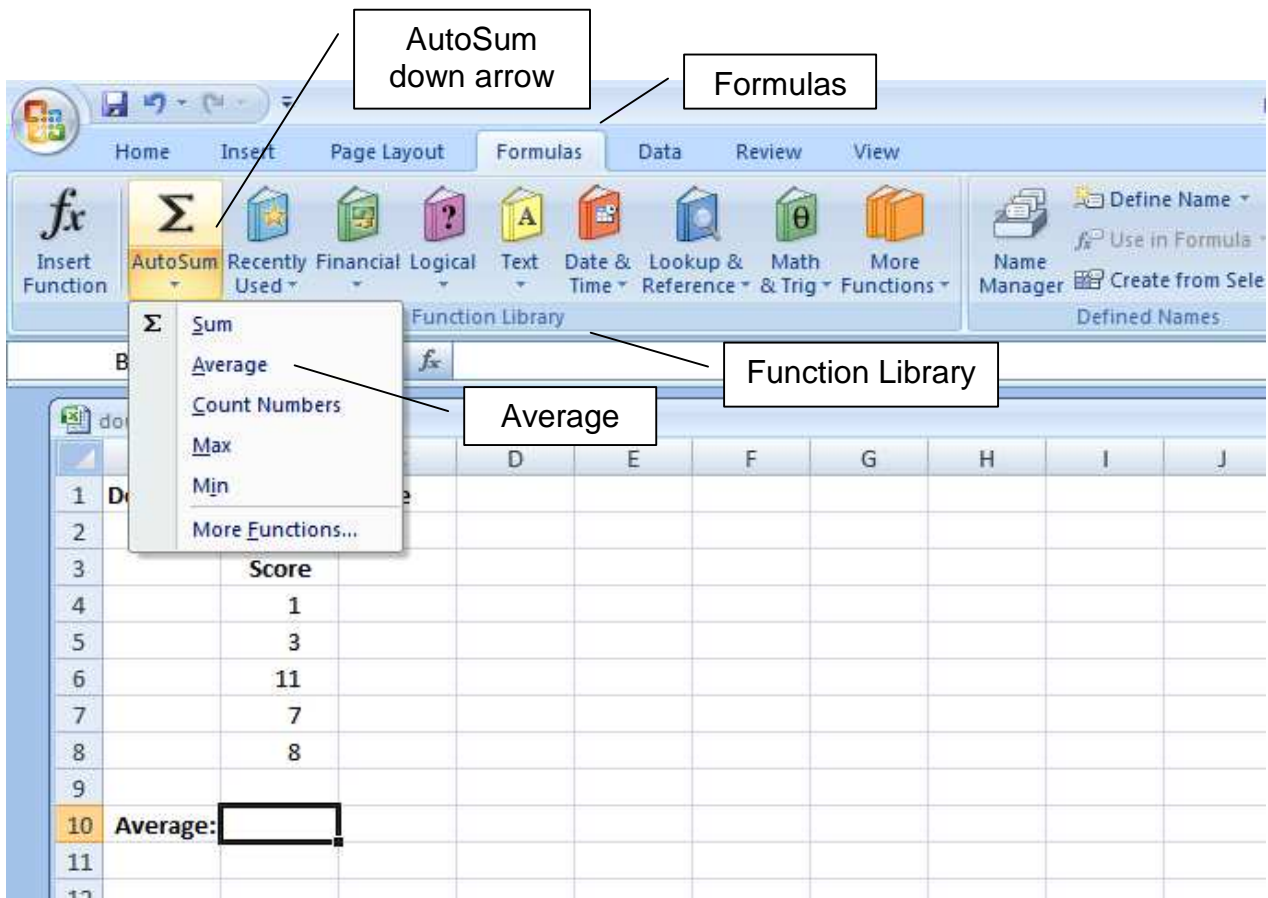 AutoSum
down arrow
Formulas
Home Insert Page Layout Formulas Data Review View
fx Σ ? A θ
Insert Function AutoSum Recently Used Financial Logical Text Date & Time Lookup & Reference Math & Trig More Functions Name Manager
Define Name
fx Use in Formula
Create from Sele
Function Library Defined Names
Σ Sum
Average
Count Numbers
Max
Min
More Functions...
B fx
Function Library
Average
D E F G H I J
1
2
3 Score
4 1
5 3
6 11
7 7
8 8
9
10 Average:
11
12